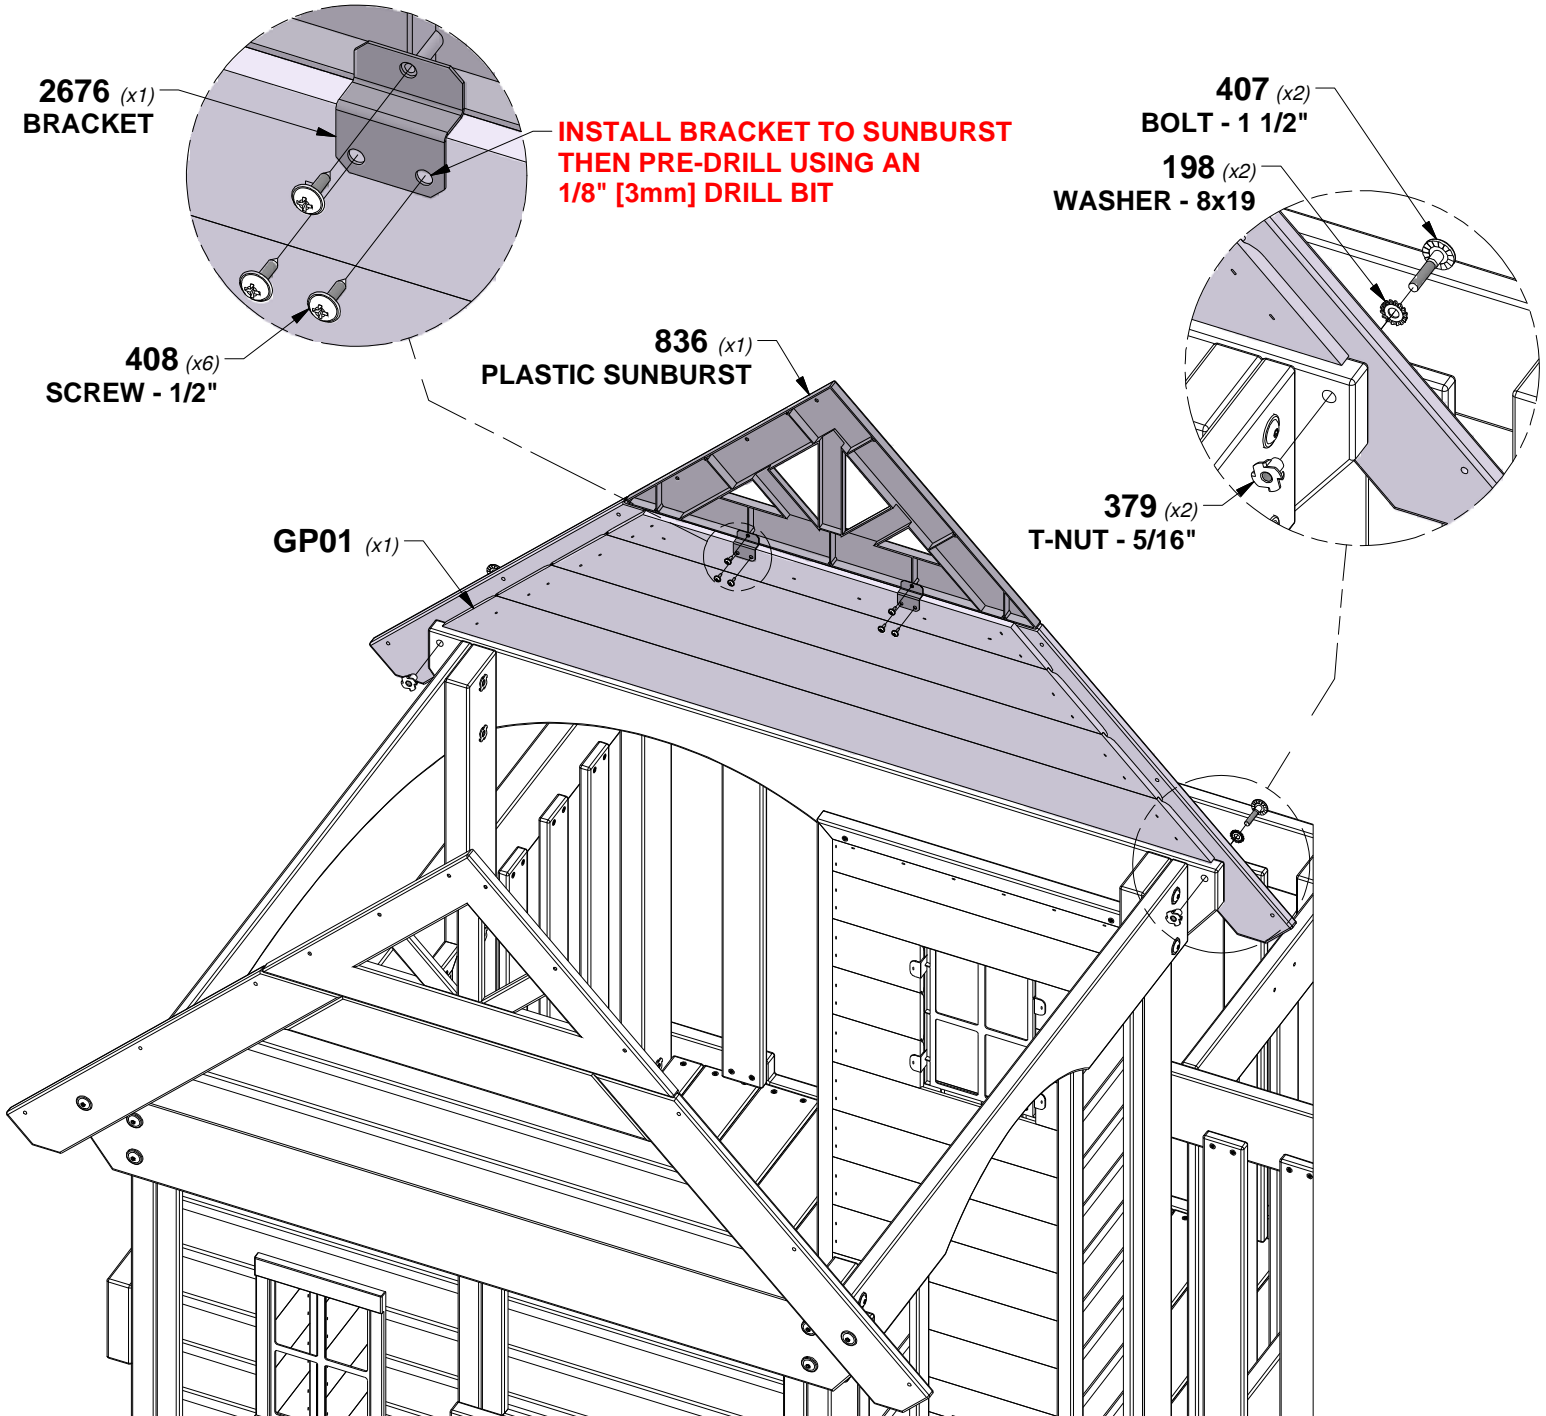 2676 (x1)
BRACKET
INSTALL BRACKET TO SUNBURST
THEN PRE-DRILL USING AN
1/8" [3mm] DRILL BIT
407 (x2)
BOLT - 1 1/2"
198 (x2)
WASHER - 8x19
408 (x6)
SCREW - 1/2"
836 (x1)
PLASTIC SUNBURST
379 (x2)
T-NUT - 5/16"
GP01 (x1)